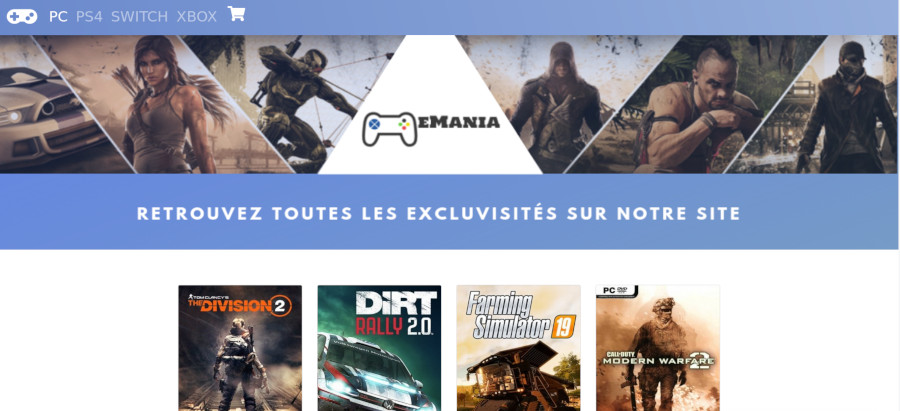 PC PS4 SWITCH XBOX
eMANIA
RETROUVEZ TOUTES LES EXCLUVISITÉS SUR NOTRE SITE
TOM CLANCY'S
THE DIVISION 2
DiRT
RALLY 2.0
Farming
Simulator 19
PC DVD
CALL OF DUTY
MODERN WARFARE
2